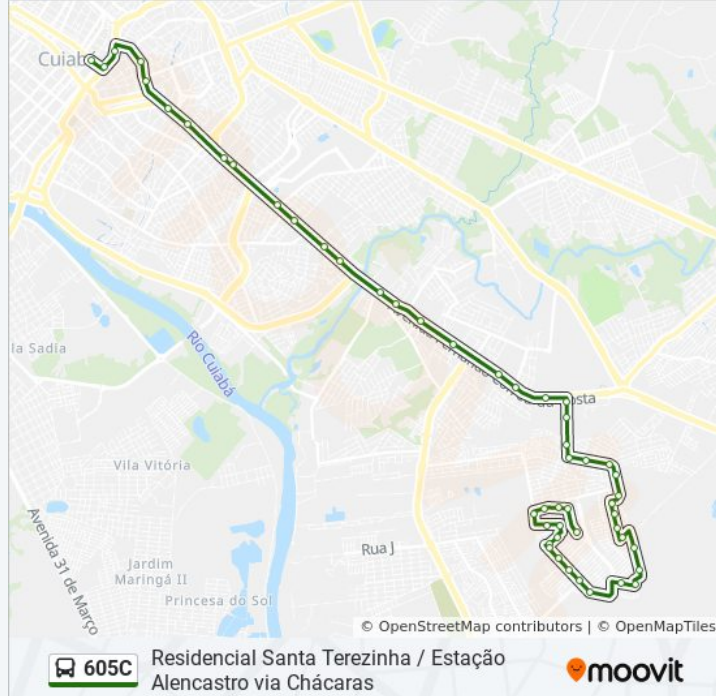 Cuiabá
la Sadia
Rio Cuiabá
osta
Vila Vitória
Avenida 31 de Março
Rua J
Jardim
Maringá II
Princesa do Sol
© OpenStreetMap contributors | © OpenMapTiles
605C
Residencial Santa Terezinha / Estação
Alencastro via Chácaras
moovit